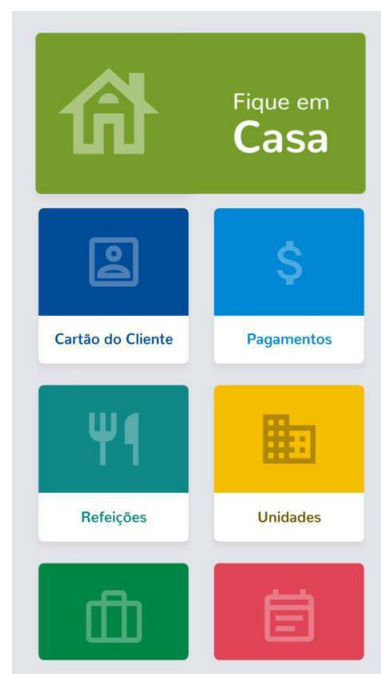 Fique em
Casa
Cartão do Cliente
Pagamentos
Refeições
Unidades